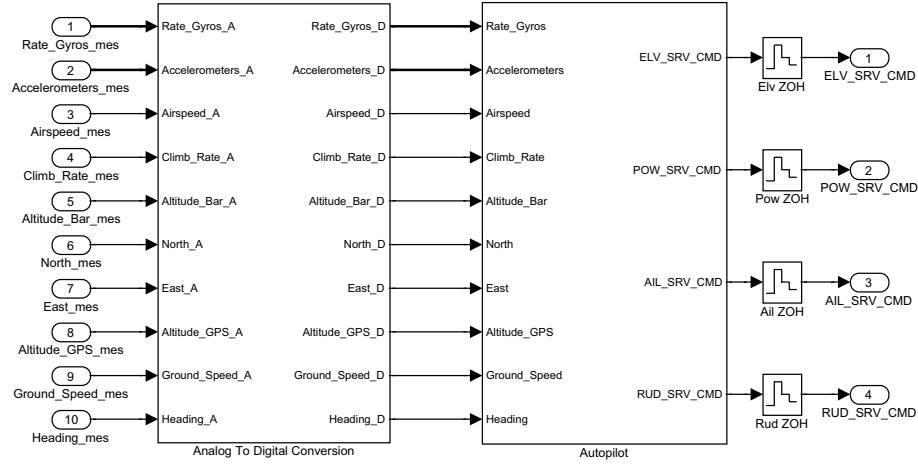 1
Rate_Gyros_mes
2
Accelerometers_mes
3
Airspeed_mes
4
Climb_Rate_mes
5
Altitude_Bar_mes
6
North_mes
7
East_mes
8
Altitude_GPS_mes
9
Ground_Speed_mes
10
Heading_mes
Rate_Gyros_A
Accelerometers_A
Airspeed_A
Climb_Rate_A
Altitude_Bar_A
North_A
East_A
Altitude_GPS_A
Ground_Speed_A
Heading_A
Rate_Gyros_D
Accelerometers_D
Airspeed_D
Climb_Rate_D
Altitude_Bar_D
North_D
East_D
Altitude_GPS_D
Ground_Speed_D
Heading_D
Analog To Digital Conversion
Rate_Gyros
Accelerometers
Airspeed
Climb_Rate
Altitude_Bar
North
East
Altitude_GPS
Ground_Speed
Heading
ELV_SRV_CMD
POW_SRV_CMD
AIL_SRV_CMD
RUD_SRV_CMD
Autopilot
Elv ZOH
Pow ZOH
Ail ZOH
Rud ZOH
1
ELV_SRV_CMD
2
POW_SRV_CMD
3
AIL_SRV_CMD
4
RUD_SRV_CMD